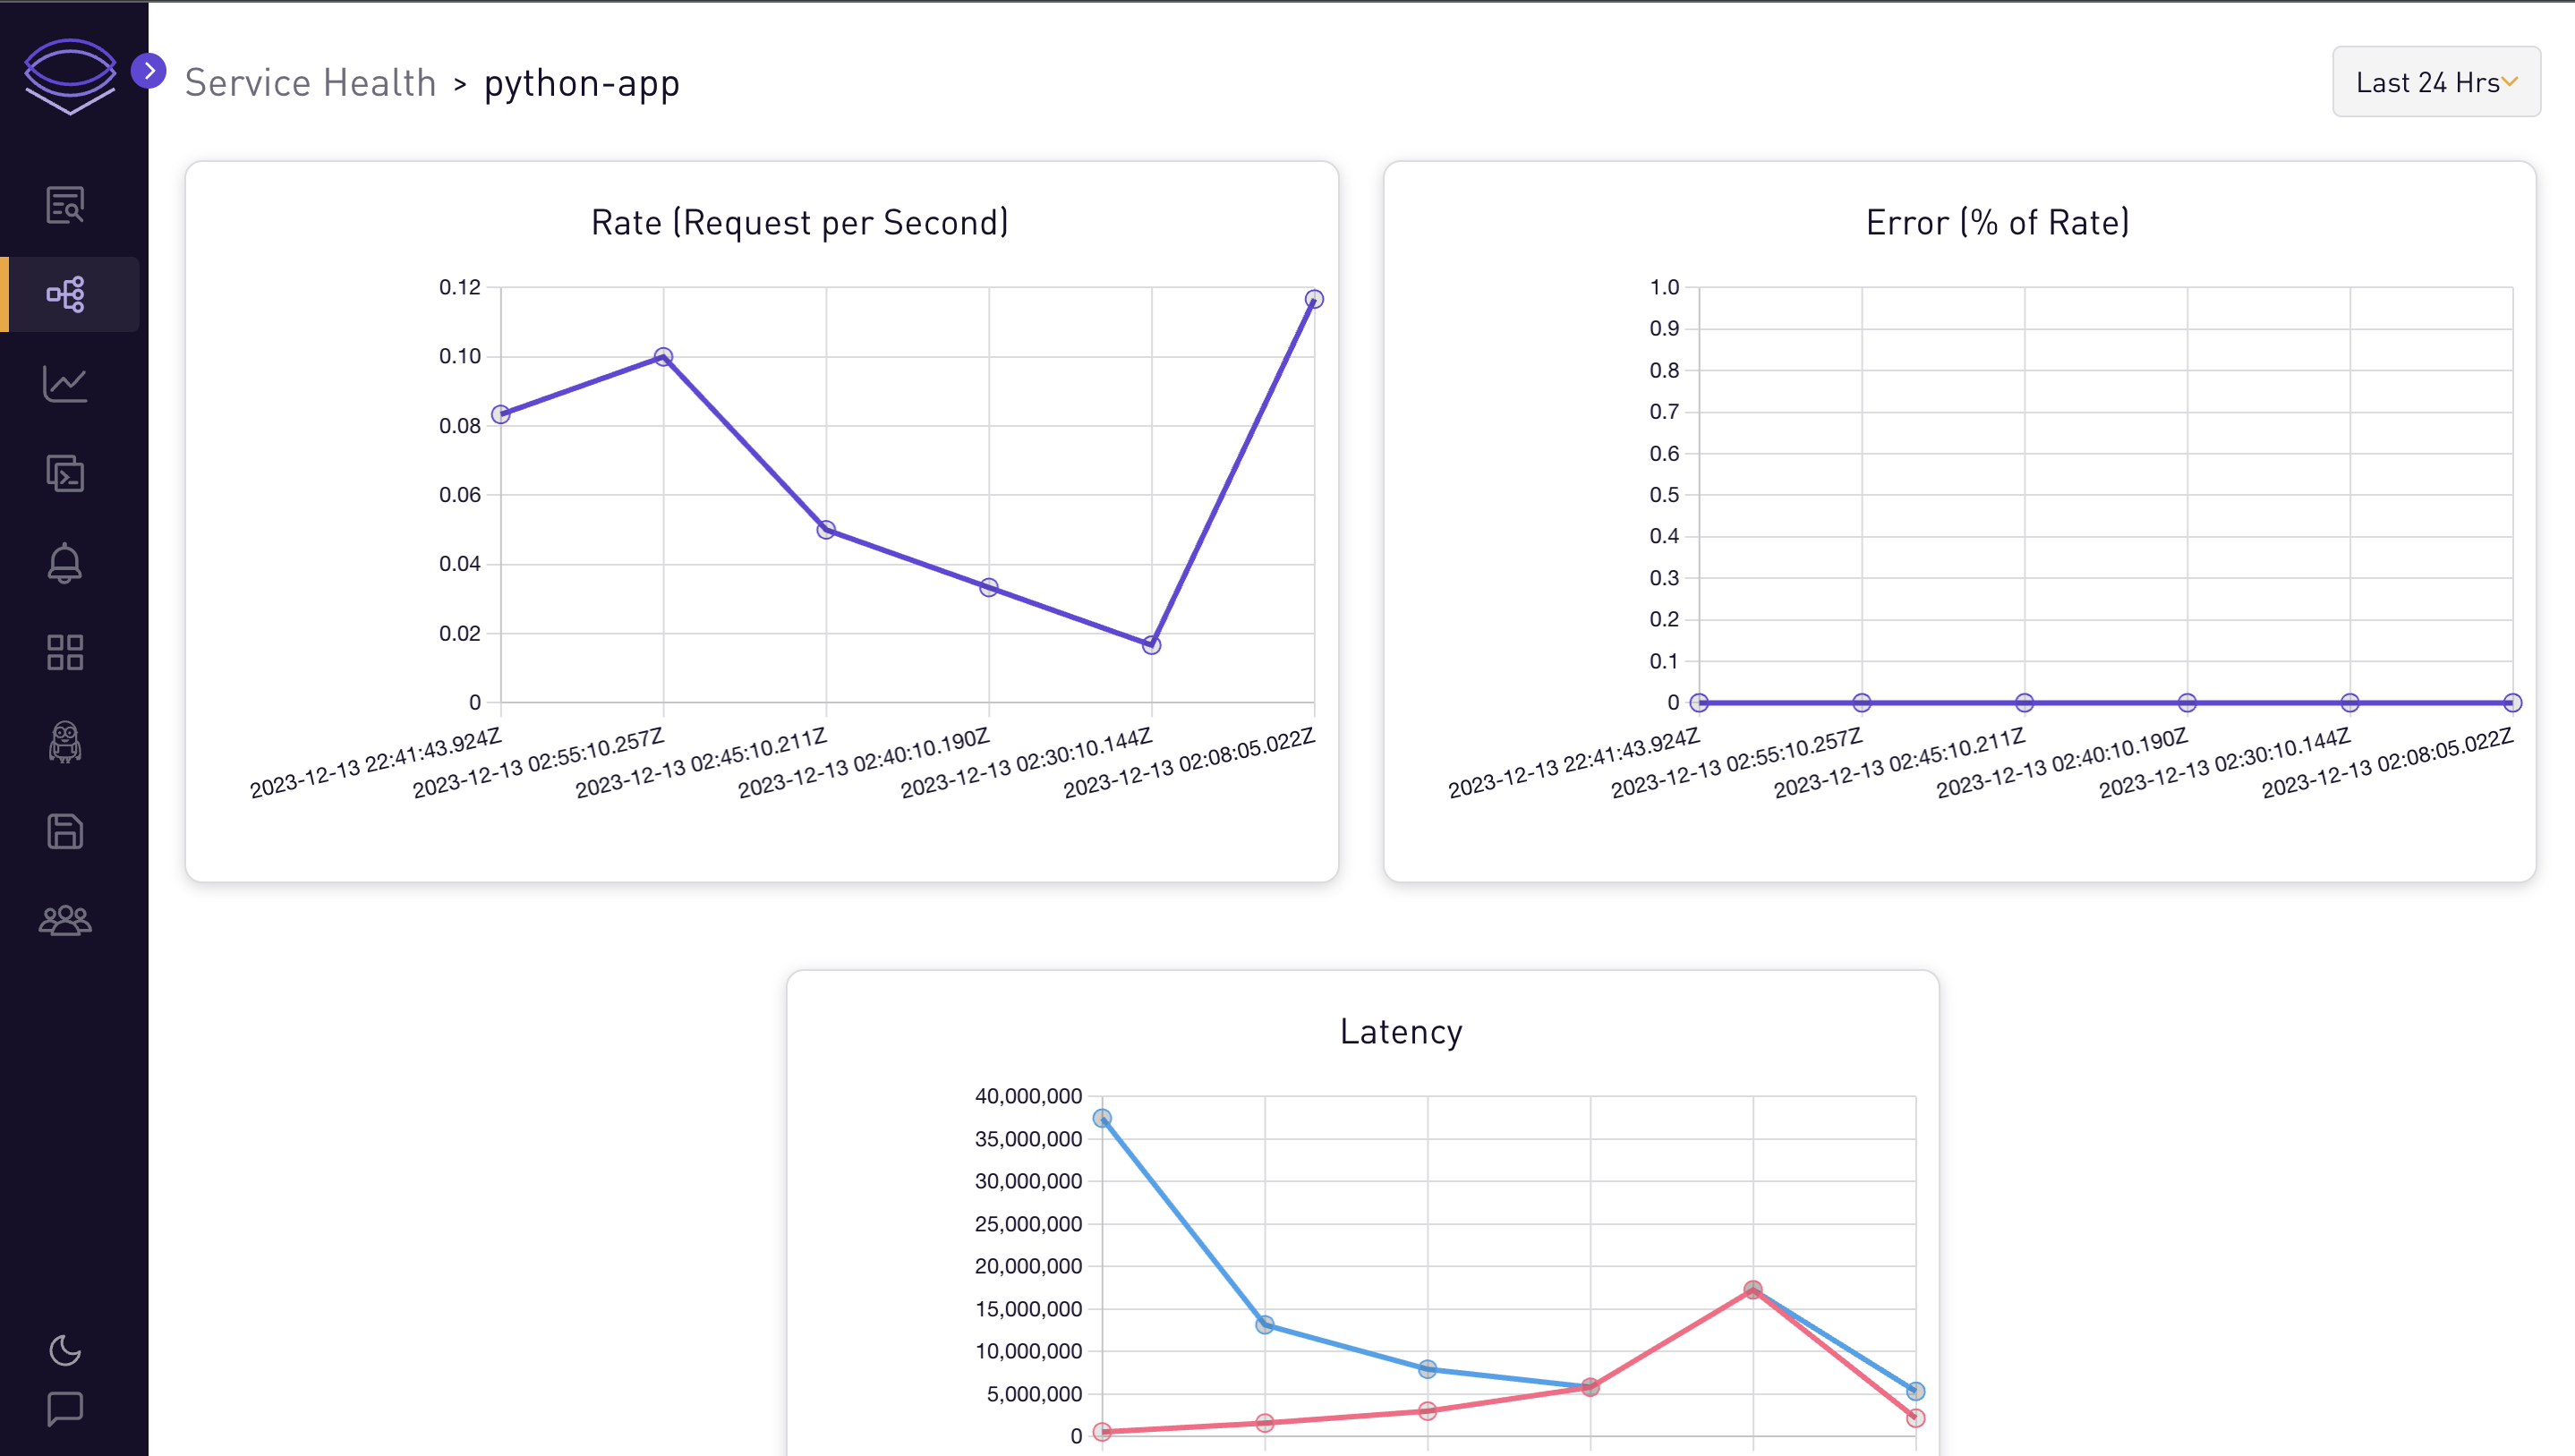 Service Health > python-app
Last 24 Hrs
Rate (Request per Second)
0.12
0.10
0.08
0.06
0.04
0.02
0
2023-12-13 22:41:43.924Z
2023-12-13 02:55:10.257Z
2023-12-13 02:45:10.211Z
2023-12-13 02:40:10.190Z
2023-12-13 02:30:10.144Z
2023-12-13 02:08:05.022Z
Error (% of Rate)
1.0
0.9
0.8
0.7
0.6
0.5
0.4
0.3
0.2
0.1
0
2023-12-13 22:41:43.924Z
2023-12-13 02:55:10.257Z
2023-12-13 02:45:10.211Z
2023-12-13 02:40:10.190Z
2023-12-13 02:30:10.144Z
2023-12-13 02:08:05.022Z
Latency
40,000,000
35,000,000
30,000,000
25,000,000
20,000,000
15,000,000
10,000,000
5,000,000
0